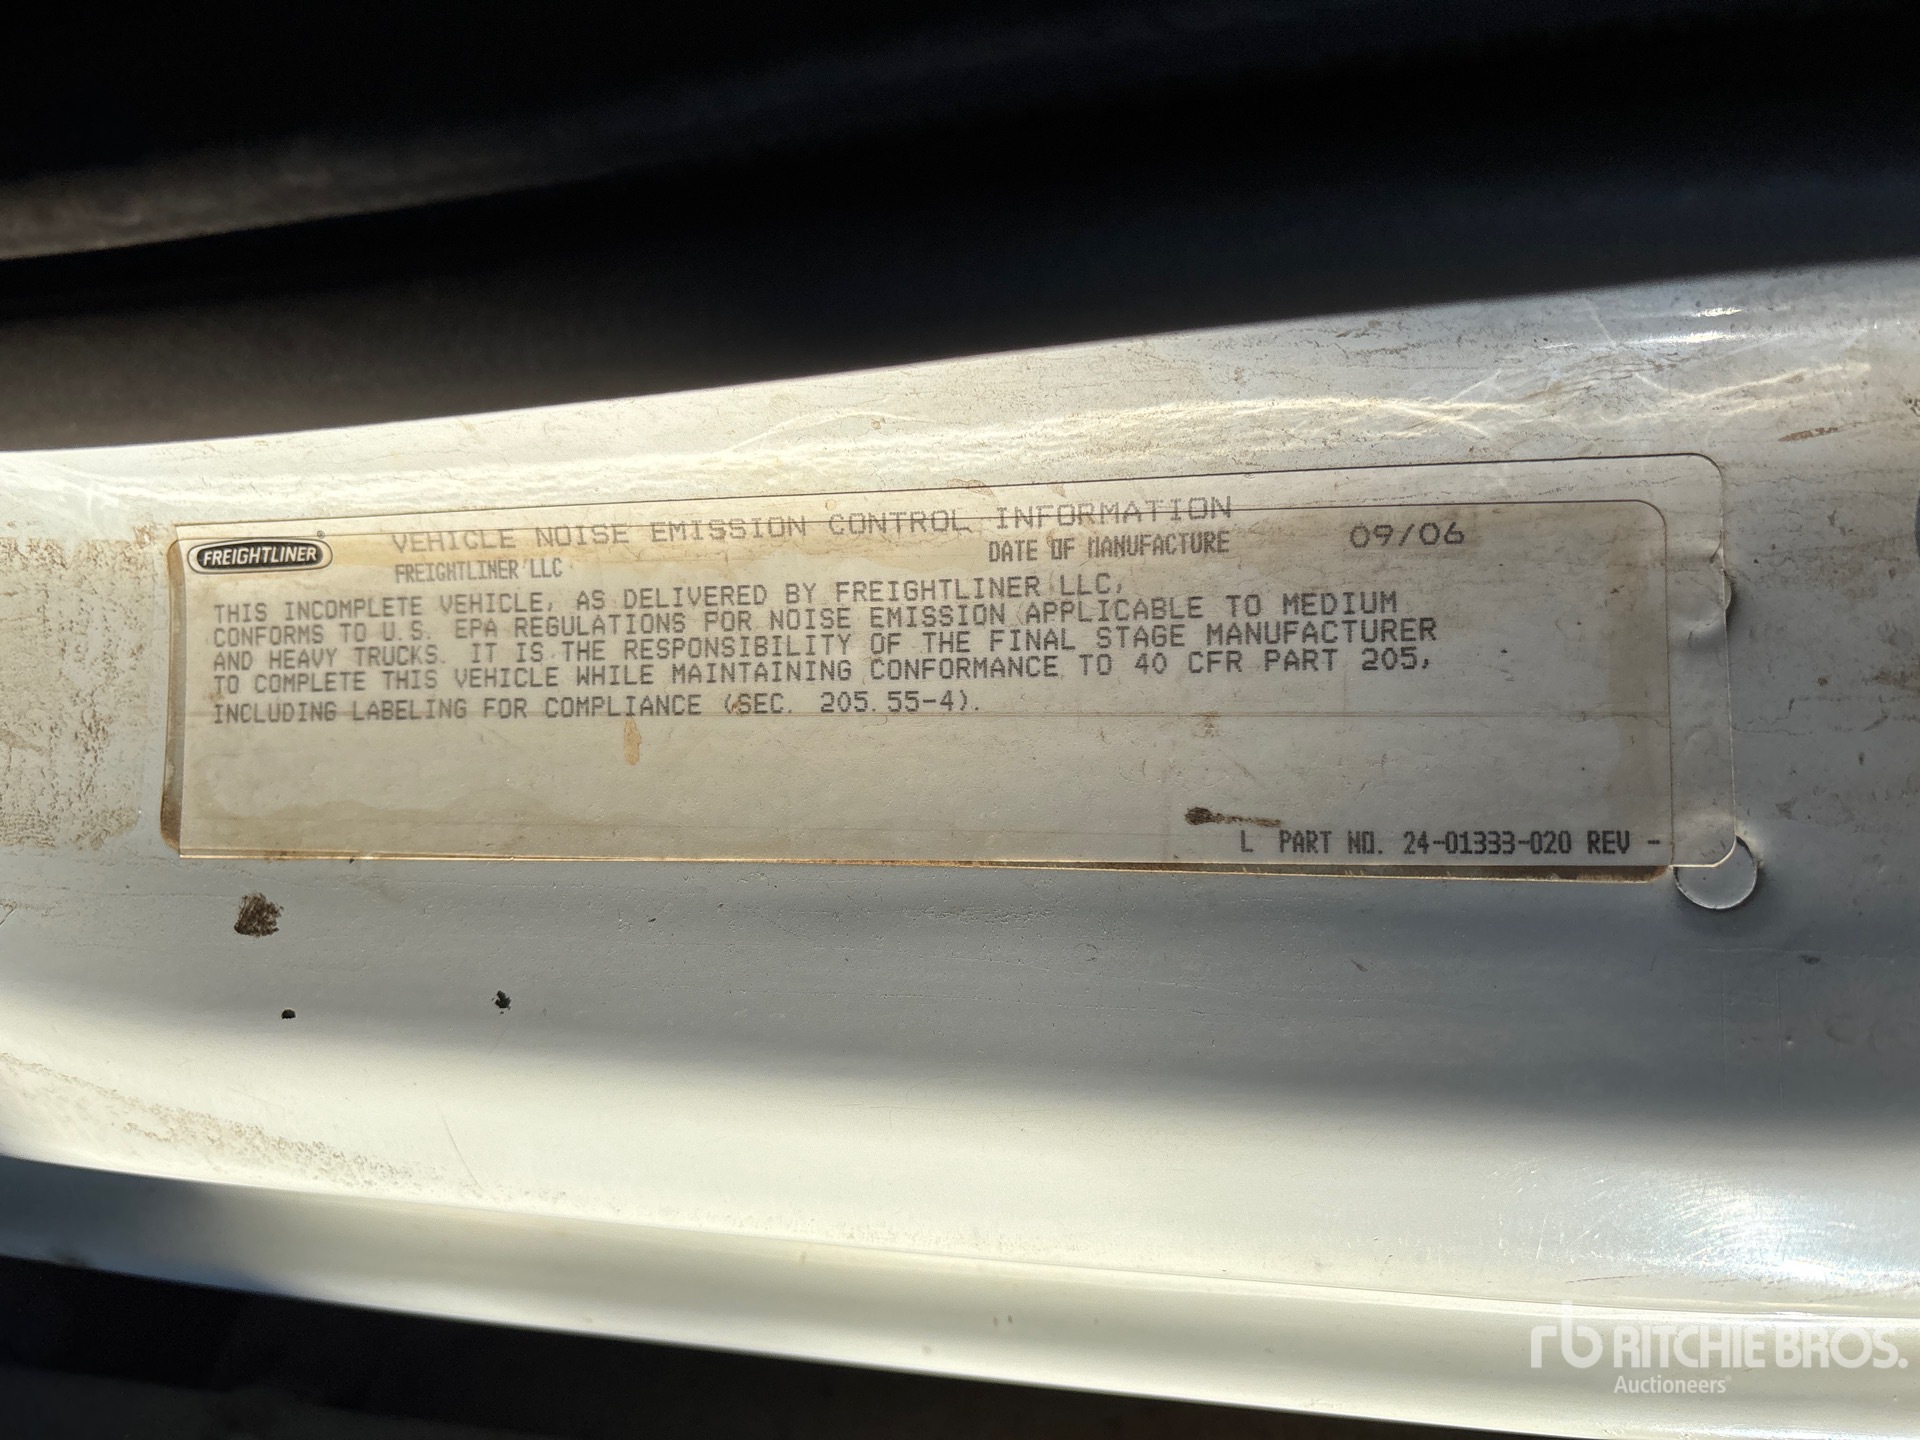 FREIGHTLINER®
VEHICLE NOISE EMISSION CONTROL INFORMATION
FREIGHTLINER LLC DATE OF MANUFACTURE 09/06
THIS INCOMPLETE VEHICLE, AS DELIVERED BY FREIGHTLINER LLC,
CONFORMS TO U.S. EPA REGULATIONS FOR NOISE EMISSION APPLICABLE TO MEDIUM
AND HEAVY TRUCKS. IT IS THE RESPONSIBILITY OF THE FINAL STAGE MANUFACTURER
TO COMPLETE THIS VEHICLE WHILE MAINTAINING CONFORMANCE TO 40 CFR PART 205,
INCLUDING LABELING FOR COMPLIANCE (SEC. 205.55-4).
L PART NO. 24-01333-020 REV -
rb RITCHIE BROS.
Auctioneers